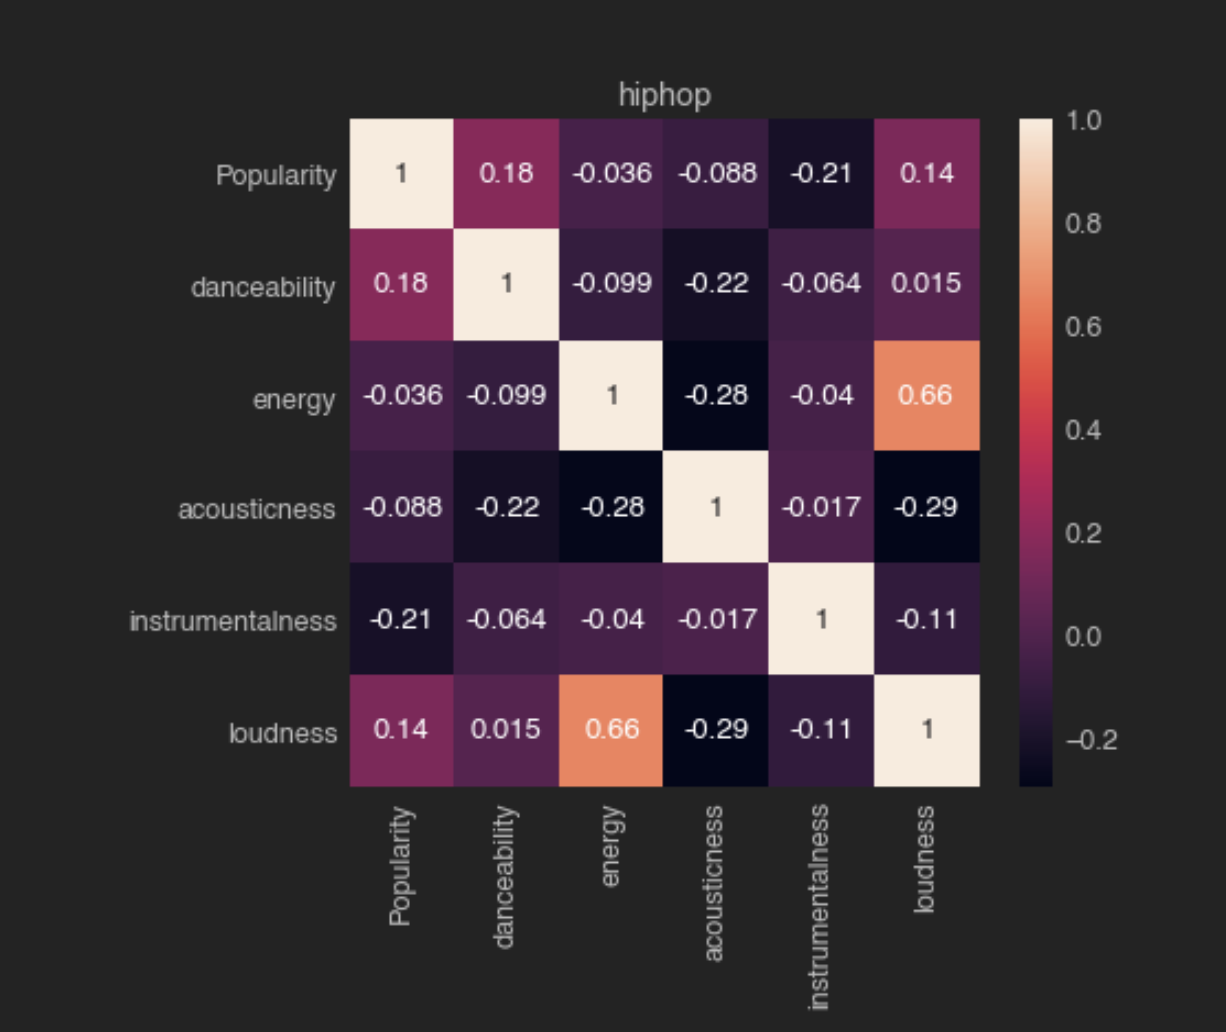 hiphop
Popularity 1 0.18 -0.036 -0.088 -0.21 0.14
danceability 0.18 1 -0.099 -0.22 -0.064 0.015
energy -0.036 -0.099 1 -0.28 -0.04 0.66
acousticness -0.088 -0.22 -0.28 1 -0.017 -0.29
instrumentalness -0.21 -0.064 -0.04 -0.017 1 -0.11
loudness 0.14 0.015 0.66 -0.29 -0.11 1
Popularity
danceability
energy
acousticness
instrumentalness
loudness
1.0
0.8
0.6
0.4
0.2
0.0
−0.2